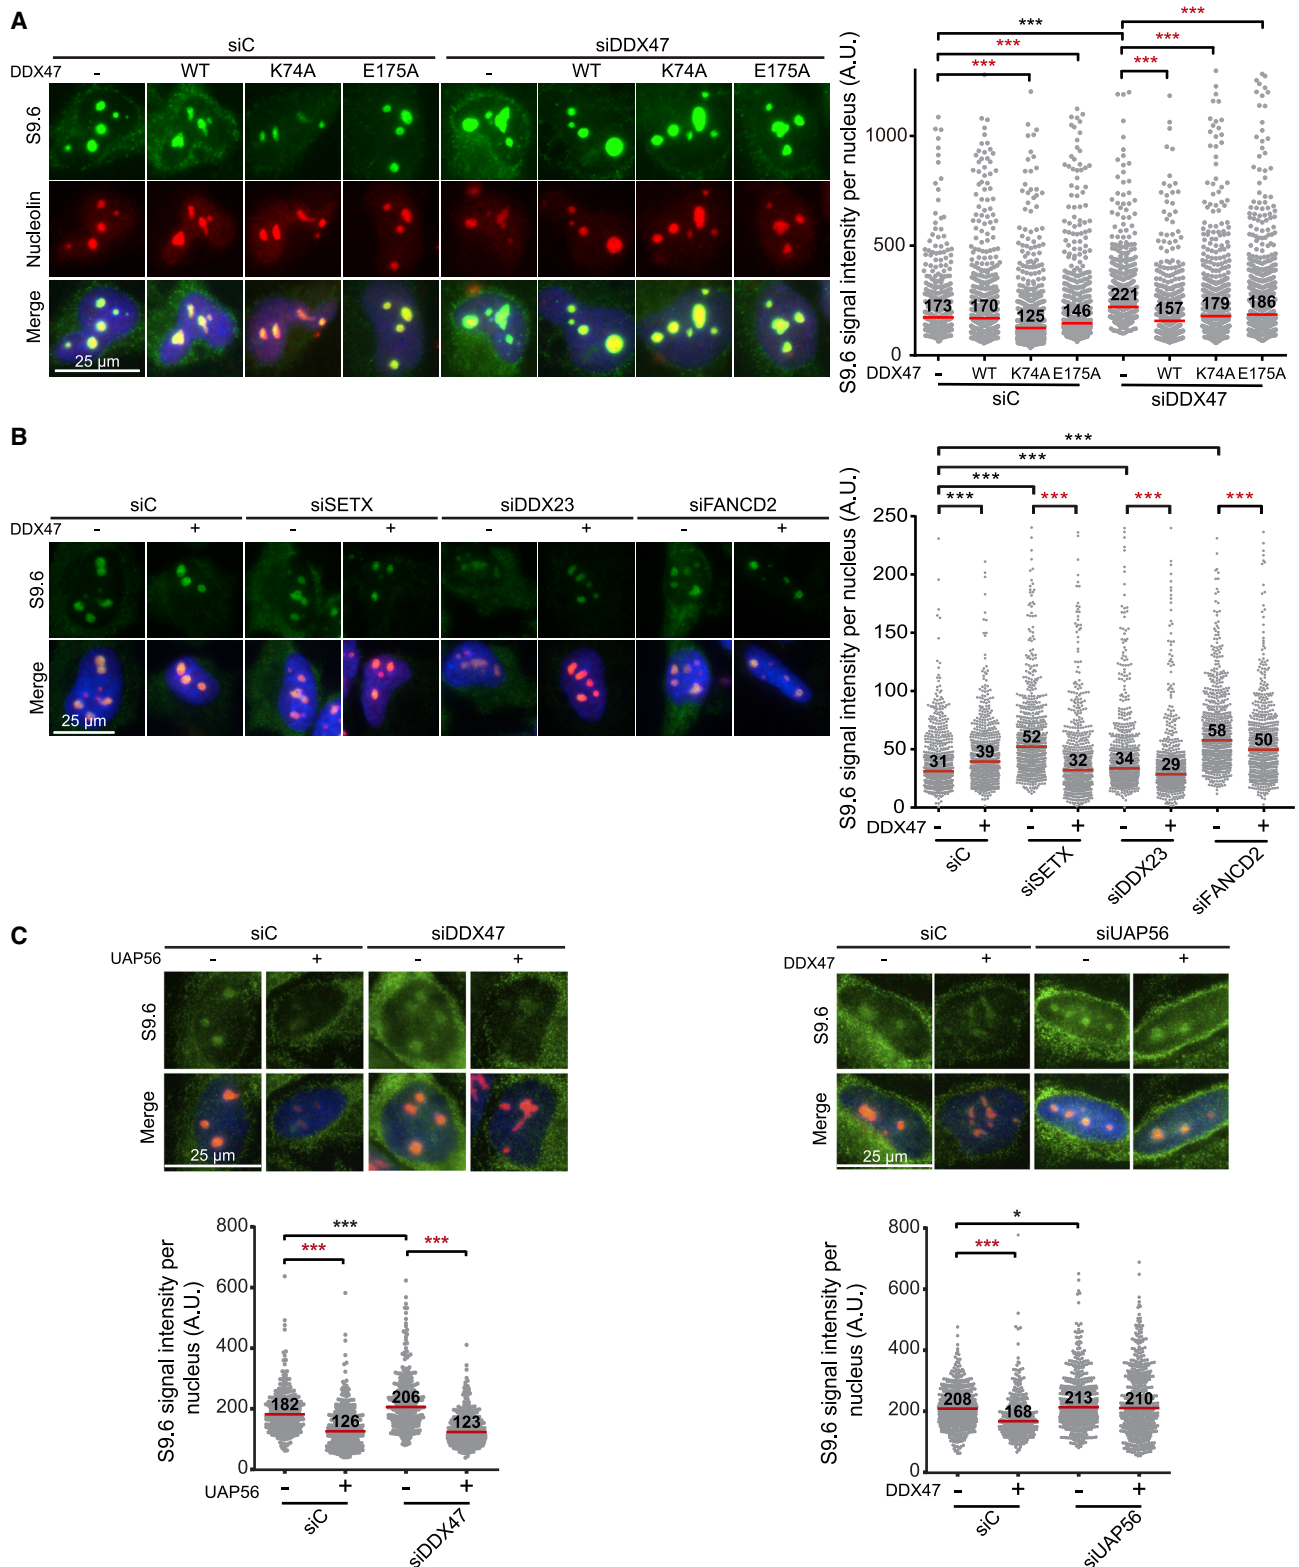 A
siC
siDDX47
DDX47 - WT K74A E175A - WT K74A E175A
S9.6
Nucleolin
Merge
25 µm
S9.6 signal intensity per nucleus (A.U.)
***
***
***
***
***
***
***
1000
500
0
173 170 125 146 221 157 179 186
DDX47 - WT K74A E175A - WT K74A E175A
siC siDDX47
B
siC siSETX siDDX23 siFANCD2
DDX47 - + - + - + - +
S9.6
Merge
25 µm
S9.6 signal intensity per nucleus (A.U.)
***
***
***
*** *** *** ***
250
200
150
100
50
0
31 39 52 32 34 29 58 50
DDX47 - + - + - + - +
siC siSETX siDDX23 siFANCD2
C
siC siDDX47
UAP56 - + - +
S9.6
Merge
25 µm
S9.6 signal intensity per
nucleus (A.U.)
***
*** ***
800
600
400
200
0
182 126 206 123
UAP56 - + - +
siC siDDX47
siC siUAP56
DDX47 - + - +
S9.6
Merge
25 µm
S9.6 signal intensity per
nucleus (A.U.)
*
***
800
600
400
200
0
208 168 213 210
DDX47 - + - +
siC siUAP56